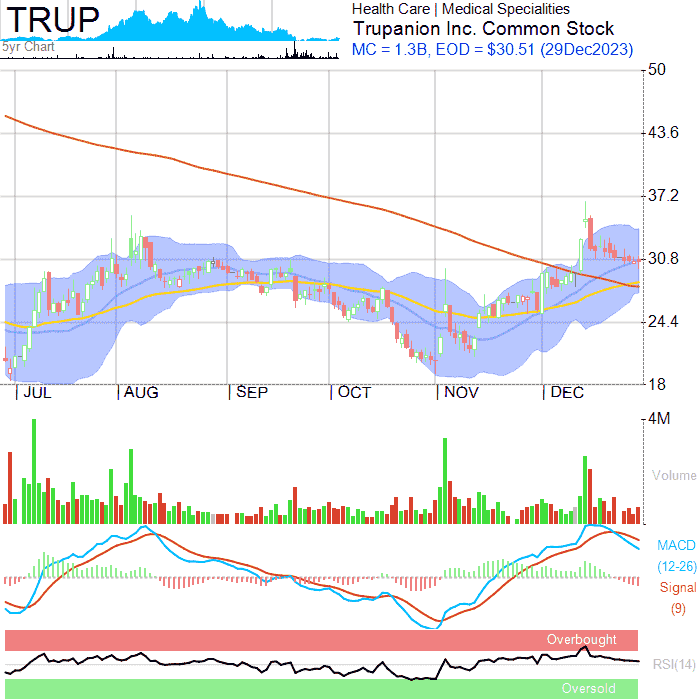 TRUP
5yr Chart
Health Care | Medical Specialities
Trupanion Inc. Common Stock
MC = 1.3B, EOD = $30.51 (29Dec2023)
50
43.6
37.2
30.8
24.4
18
JUL
AUG
SEP
OCT
NOV
DEC
4M
Volume
MACD
(12-26)
Signal
(9)
Overbought
RSI(14)
Oversold